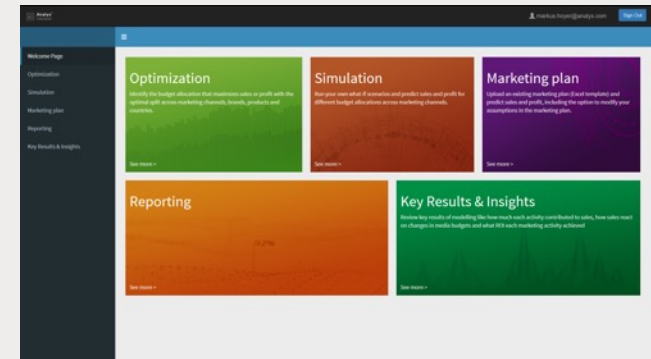 Analyx
markus.hoyer@analyx.com
Sign Out
Welcome Page
Optimization
Simulation
Marketing plan
Reporting
Key Results & Insights
Optimization
Identify the budget allocation that maximizes sales or profit with the
optimal split across marketing channels, brands, products and
countries.
See more >
Simulation
Run your own what if scenarios and predict sales and profit for
different budget allocations across marketing channels.
See more >
Marketing plan
Upload an existing marketing plan (Excel template) and
predict sales and profit, including the option to modify your
assumptions in the marketing plan.
See more >
Reporting
See more >
Key Results & Insights
Review key results of modelling like how much each activity contributed to sales, how sales react
on changes in media budgets and what ROI each marketing activity achieved
See more >